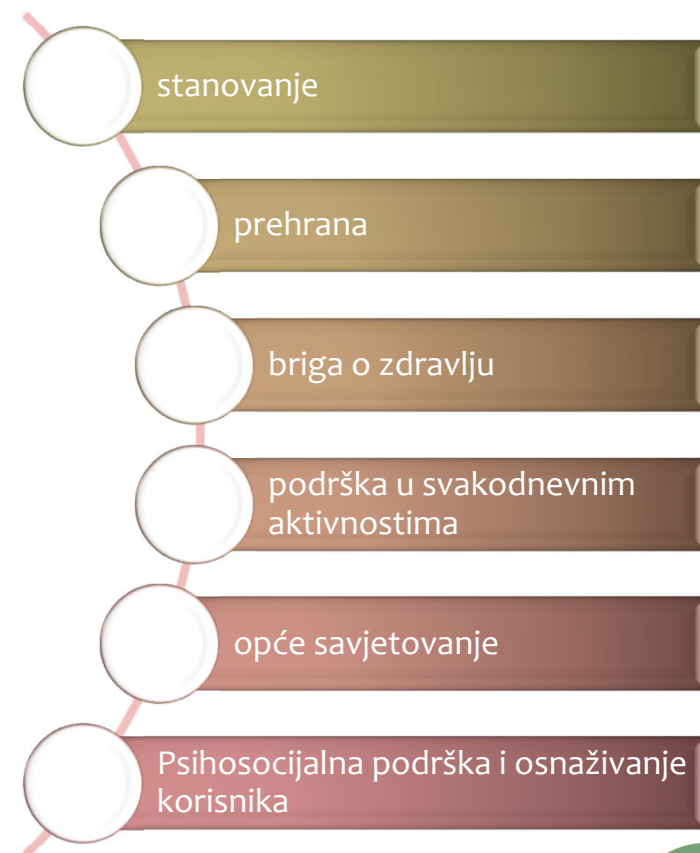 stanovanje
prehrana
briga o zdravlju
podrška u svakodnevnim
aktivnostima
opće savjetovanje
Psihosocijalna podrška i osnaživanje
korisnika